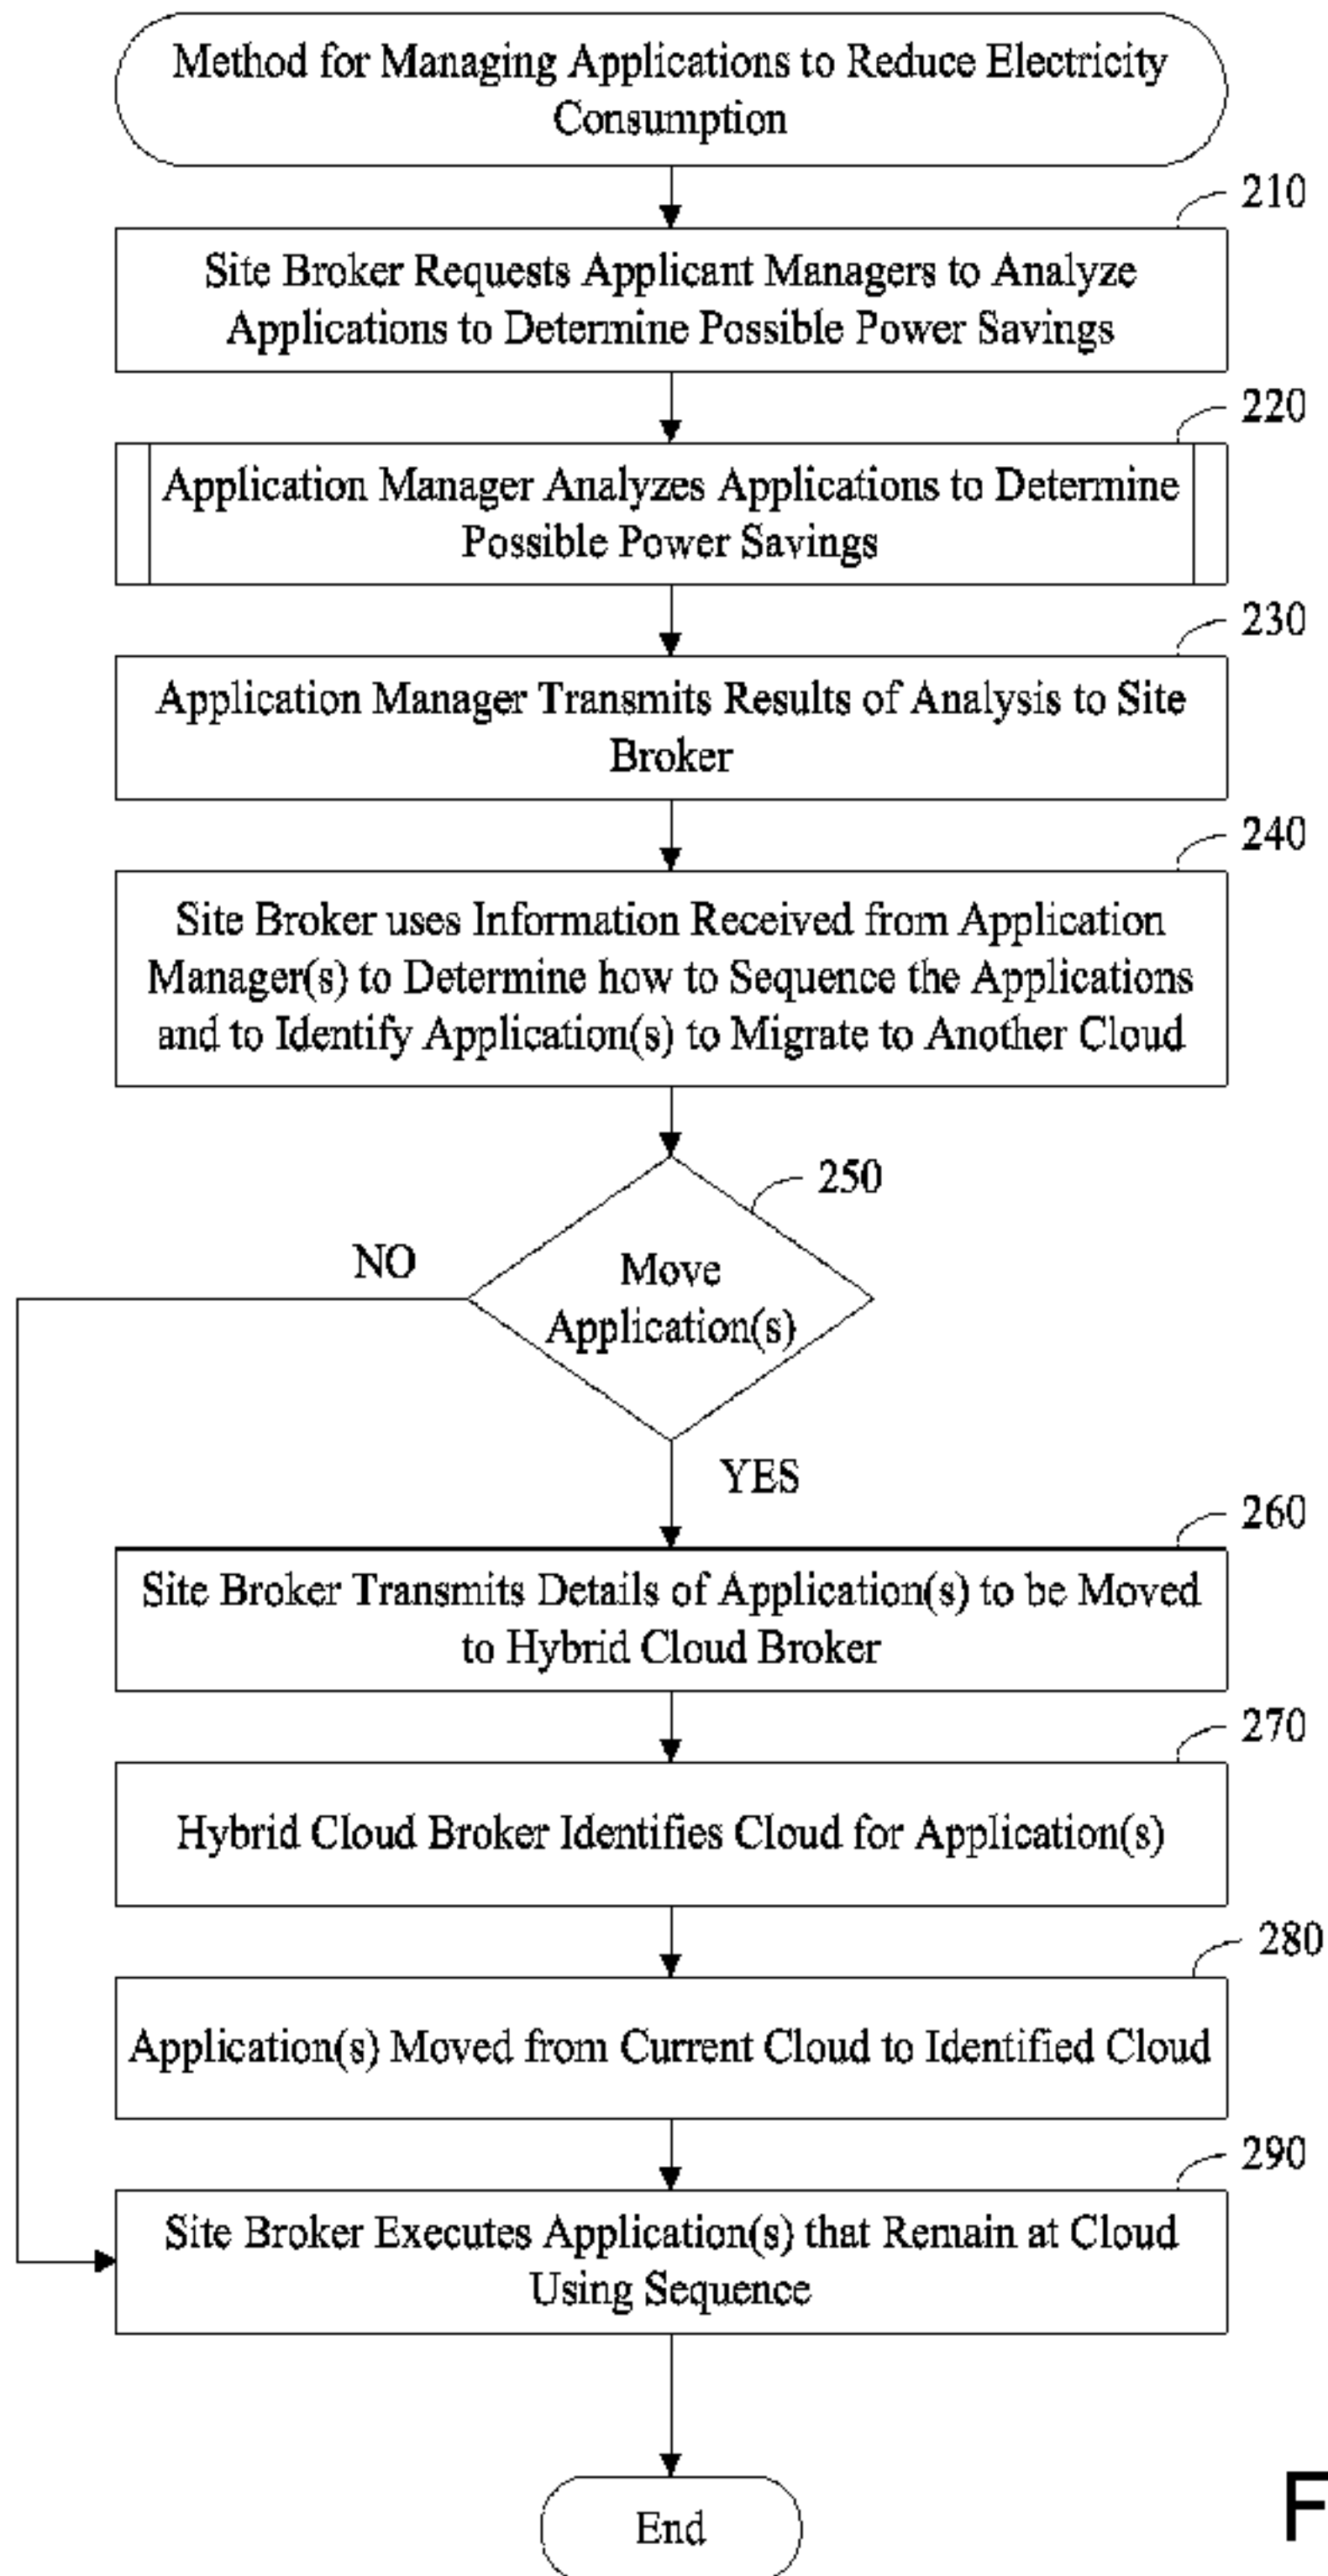 Method for Managing Applications to Reduce Electricity
Consumption
210
Site Broker Requests Applicant Managers to Analyze
Applications to Determine Possible Power Savings
220
Application Manager Analyzes Applications to Determine
Possible Power Savings
230
Application Manager Transmits Results of Analysis to Site
Broker
240
Site Broker uses Information Received from Application
Manager(s) to Determine how to Sequence the Applications
and to Identify Application(s) to Migrate to Another Cloud
250
NO
Move
Application(s)
YES
260
Site Broker Transmits Details of Application(s) to be Moved
to Hybrid Cloud Broker
270
Hybrid Cloud Broker Identifies Cloud for Application(s)
280
Application(s) Moved from Current Cloud to Identified Cloud
290
Site Broker Executes Application(s) that Remain at Cloud
Using Sequence
End
F